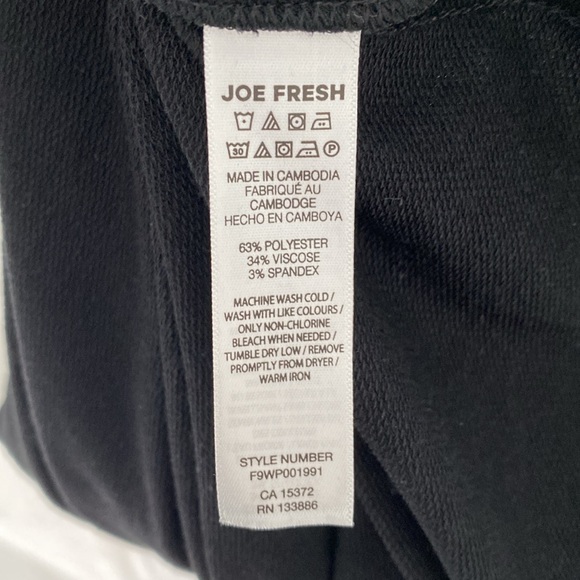 JOE FRESH
30 P
MADE IN CAMBODIA
FABRIQUÉ AU
CAMBODGE
HECHO EN CAMBOYA
63% POLYESTER
34% VISCOSE
3% SPANDEX
MACHINE WASH COLD /
WASH WITH LIKE COLOURS /
ONLY NON-CHLORINE
BLEACH WHEN NEEDED /
TUMBLE DRY LOW / REMOVE
PROMPTLY FROM DRYER /
WARM IRON
STYLE NUMBER
F9WP001991
CA 15372
RN 133886